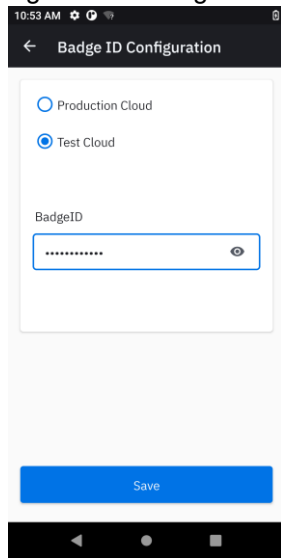 10:53 AM
Badge ID Configuration
Production Cloud
Test Cloud
BadgeID
••••••••••••
Save